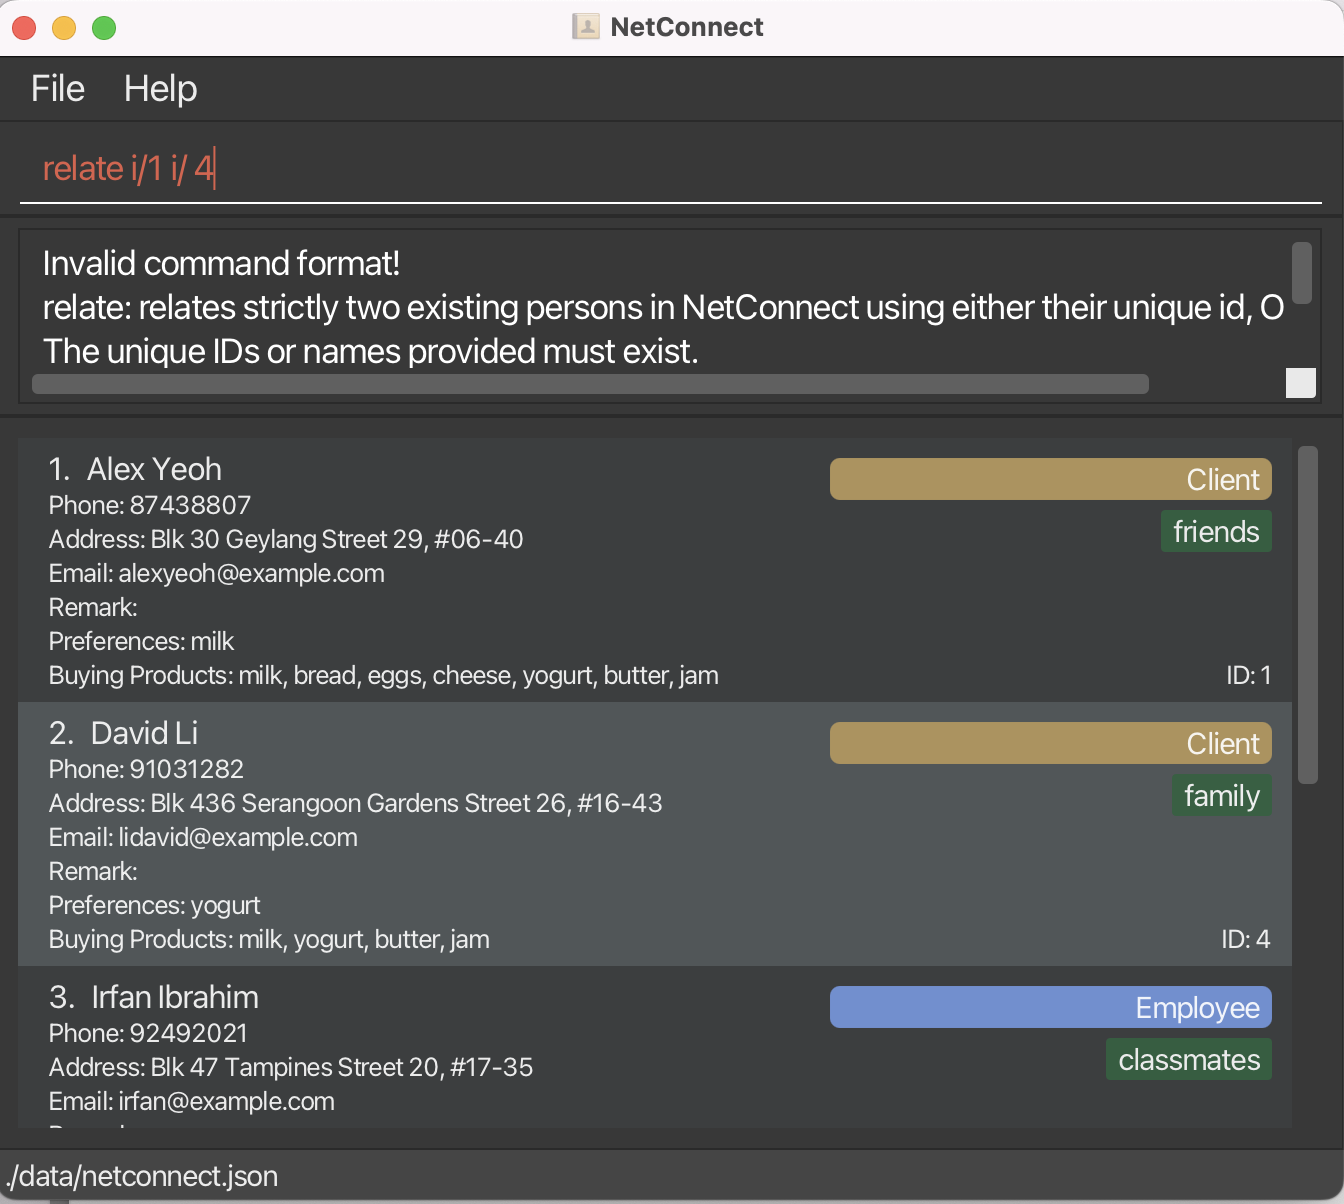 NetConnect
File Help
relate i/1 i/ 4
Invalid command format!
relate: relates strictly two existing persons in NetConnect using either their unique id, O
The unique IDs or names provided must exist.
1. Alex Yeoh
Client
Phone: 87438807
friends
Address: Blk 30 Geylang Street 29, #06-40
Email: alexyeoh@example.com
Remark:
Preferences: milk
Buying Products: milk, bread, eggs, cheese, yogurt, butter, jam
ID: 1
2. David Li
Client
Phone: 91031282
family
Address: Blk 436 Serangoon Gardens Street 26, #16-43
Email: lidavid@example.com
Remark:
Preferences: yogurt
Buying Products: milk, yogurt, butter, jam
ID: 4
3. Irfan Ibrahim
Employee
Phone: 92492021
classmates
Address: Blk 47 Tampines Street 20, #17-35
Email: irfan@example.com
./data/netconnect.json